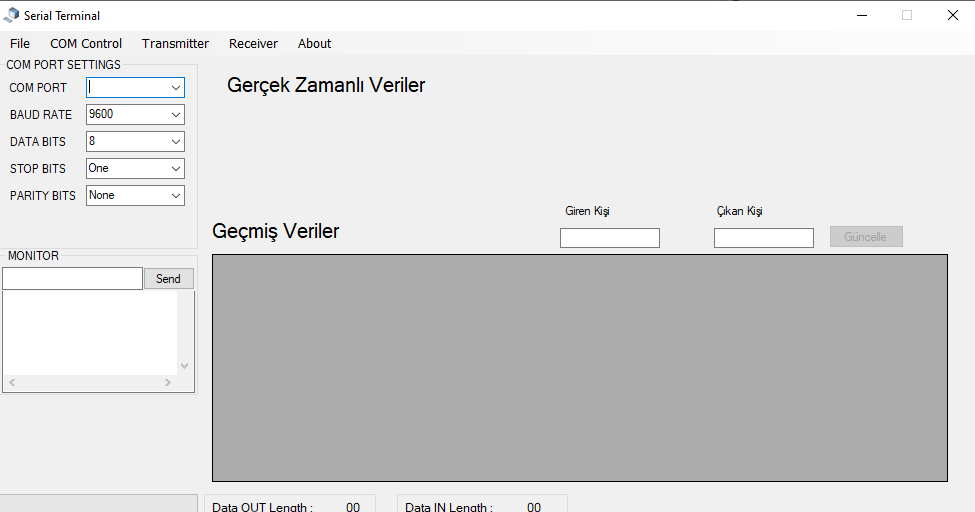 Serial Terminal
File COM Control Transmitter Receiver About
COM PORT SETTINGS
COM PORT
BAUD RATE 9600
DATA BITS 8
STOP BITS One
PARITY BITS None
Gerçek Zamanlı Veriler
Geçmiş Veriler
Giren Kişi
Çıkan Kişi
Güncelle
MONITOR
Send
Data OUT Length : 00
Data IN Length : 00